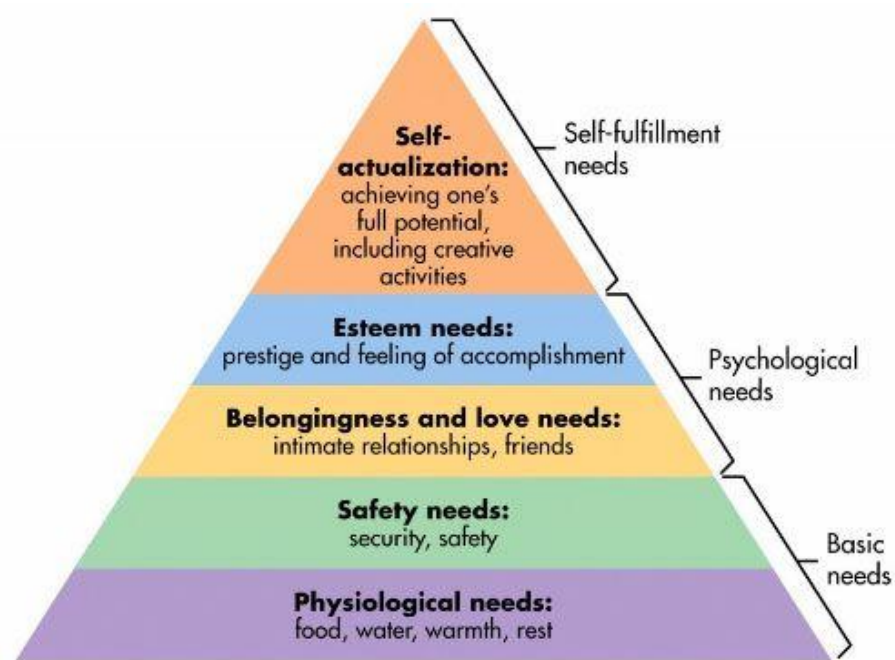 Self-
actualization:
achieving one's
full potential,
including creative
activities
Self-fulfillment
needs
Esteem needs:
prestige and feeling of accomplishment
Psychological
needs
Belongingness and love needs:
intimate relationships, friends
Safety needs:
security, safety
Basic
needs
Physiological needs:
food, water, warmth, rest